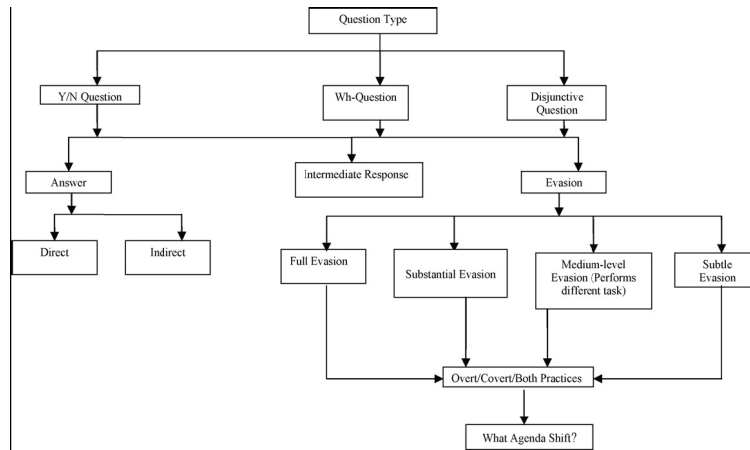 Question Type
Y/N Question
Wh-Question
Disjunctive
Question
Answer
Intermediate Response
Evasion
Direct
Indirect
Full Evasion
Substantial Evasion
Medium-level
Evasion (Performs
different task)
Subtle
Evasion
Overt/Covert/Both Practices
What Agenda Shift?